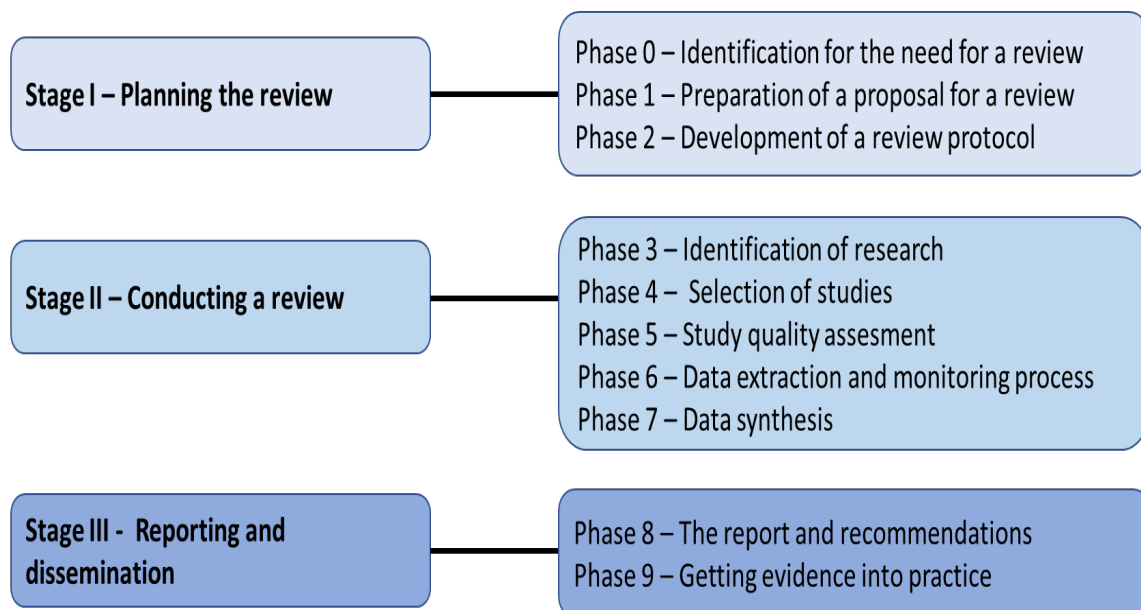 Stage I – Planning the review
Phase 0 – Identification for the need for a review
Phase 1 – Preparation of a proposal for a review
Phase 2 – Development of a review protocol
Stage II – Conducting a review
Phase 3 – Identification of research
Phase 4 – Selection of studies
Phase 5 – Study quality assesment
Phase 6 – Data extraction and monitoring process
Phase 7 – Data synthesis
Stage III - Reporting and
dissemination
Phase 8 – The report and recommendations
Phase 9 – Getting evidence into practice